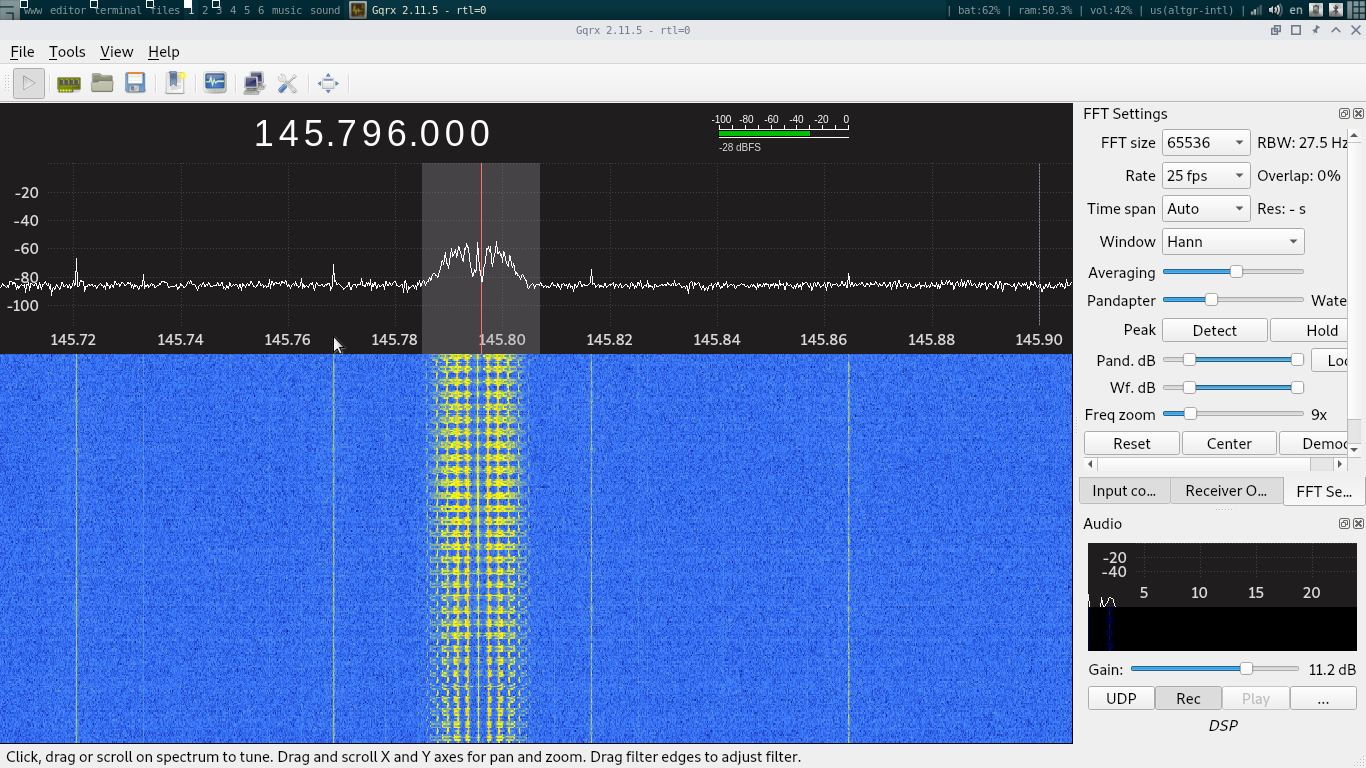 www editor terminal files 1 2 3 4 5 6 music sound Gqrx 2.11.5 - rtl=0 | bat:62% | ram:50.3% | vol:42% | us(altgr-intl) | en
Gqrx 2.11.5 - rtl=0
File Tools View Help
145.796.000
-100 -80 -60 -40 -20 0
-28 dBFS
-20
-40
-60
-80
-100
145.72 145.74 145.76 145.78 145.80 145.82 145.84 145.86 145.88 145.90
FFT Settings
FFT size 65536 RBW: 27.5 Hz
Rate 25 fps Overlap: 0%
Time span Auto Res: - s
Window Hann
Averaging
Pandapter Wate
Peak Detect Hold
Pand. dB Loc
Wf. dB
Freq zoom 9x
Reset Center Demod
Input co... Receiver O... FFT Se...
Audio
-20
-40
5 10 15 20
Gain: 11.2 dB
UDP Rec Play ...
DSP
Click, drag or scroll on spectrum to tune. Drag and scroll X and Y axes for pan and zoom. Drag filter edges to adjust filter.